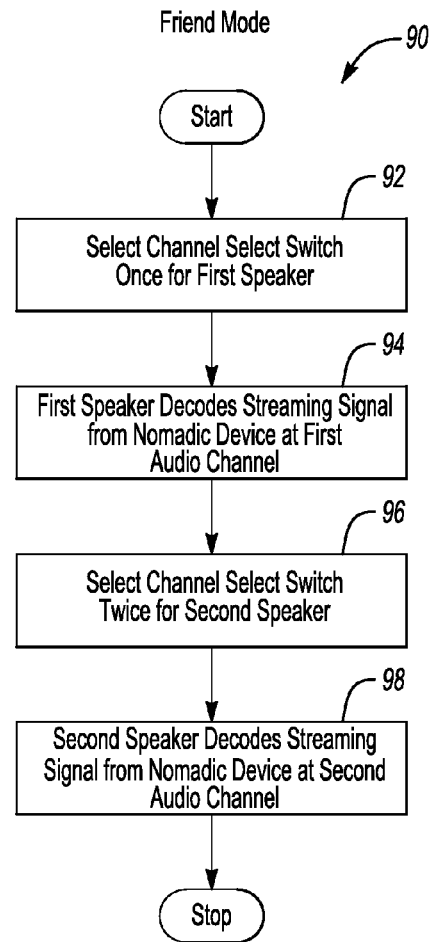 Friend Mode
90
Start
92
Select Channel Select Switch
Once for First Speaker
94
First Speaker Decodes Streaming Signal
from Nomadic Device at First
Audio Channel
96
Select Channel Select Switch
Twice for Second Speaker
98
Second Speaker Decodes Streaming
Signal from Nomadic Device at Second
Audio Channel
Stop